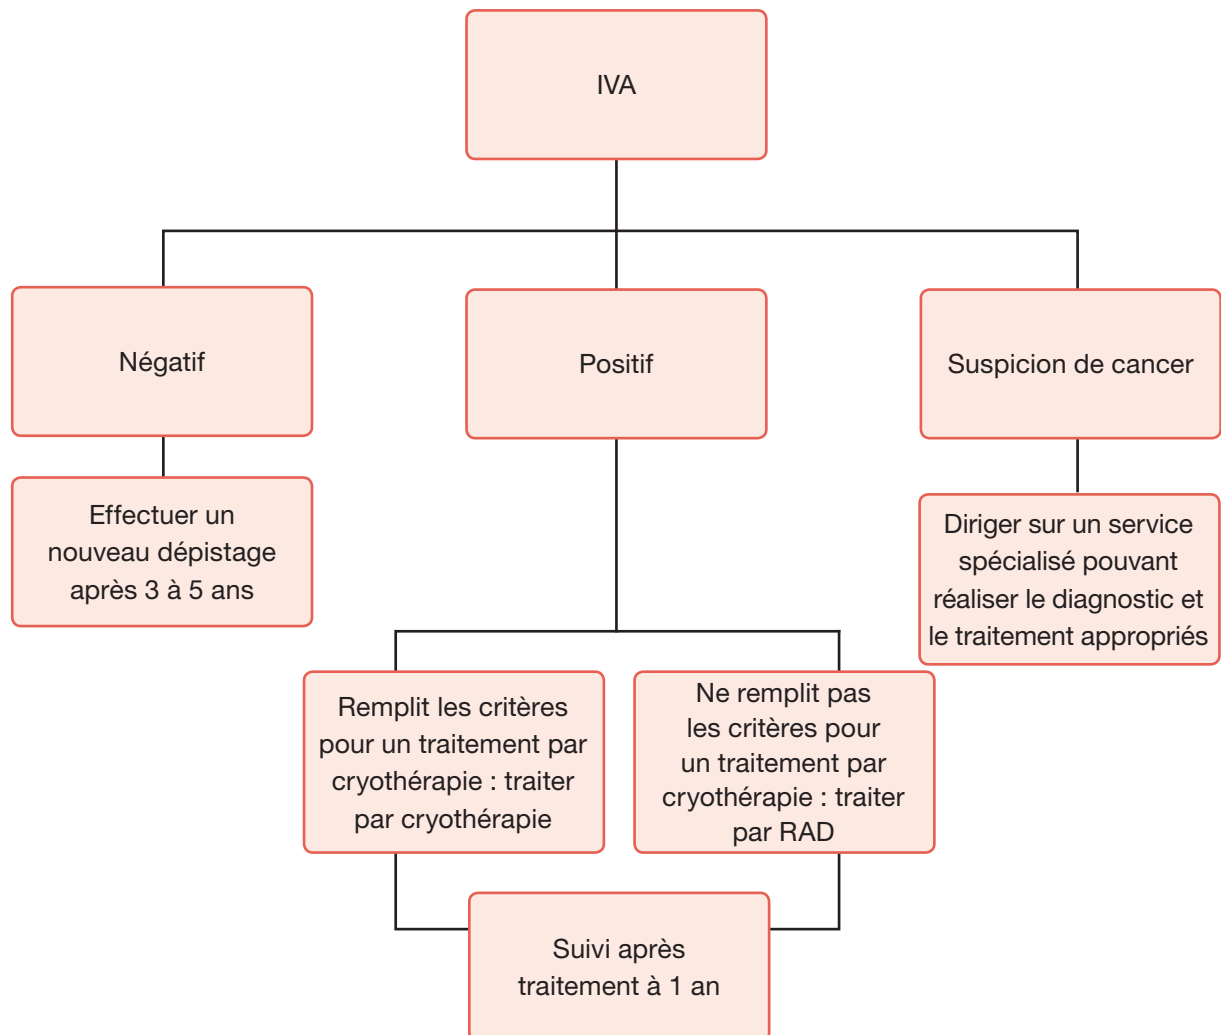 IVA
Négatif
Positif
Suspicion de cancer
Effectuer un
nouveau dépistage
après 3 à 5 ans
Diriger sur un service
spécialisé pouvant
réaliser le diagnostic et
le traitement appropriés
Remplit les critères
pour un traitement par
cryothérapie : traiter
par cryothérapie
Ne remplit pas
les critères pour
un traitement par
cryothérapie : traiter
par RAD
Suivi après
traitement à 1 an